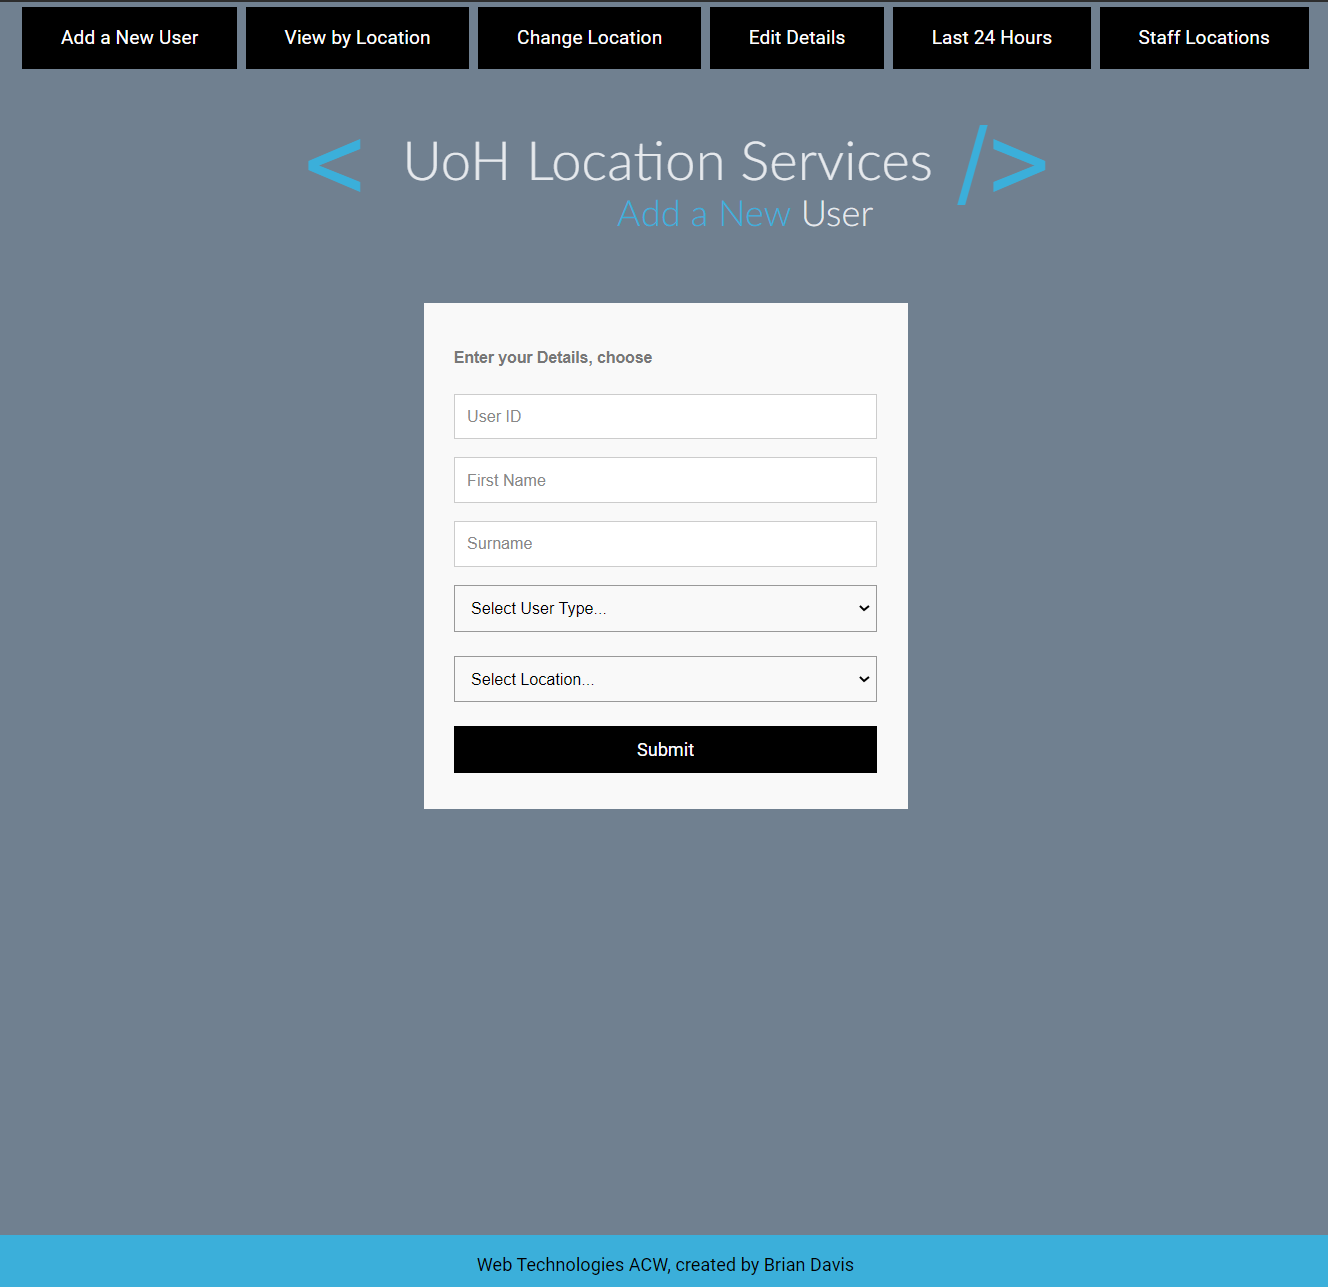 Add a New User View by Location Change Location Edit Details Last 24 Hours Staff Locations
< UoH Location Services />
Add a New User
Enter your Details, choose
User ID
First Name
Surname
Select User Type...
Select Location...
Submit
Web Technologies ACW, created by Brian Davis